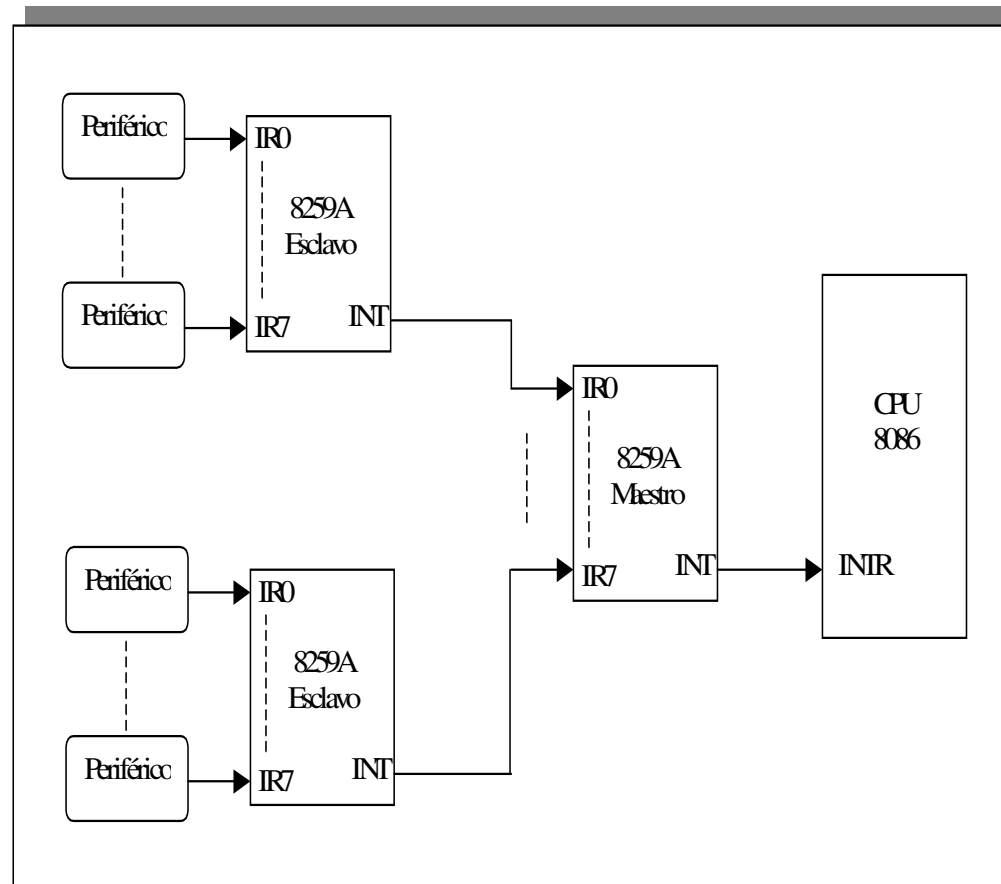 Periférico
IR0
8259A
Esclavo
Periférico
IR7
INT
IR0
CPU
8086
8259A
Maestro
Periférico
IR0
IR7
INT
INTR
8259A
Esclavo
Periférico
IR7
INT